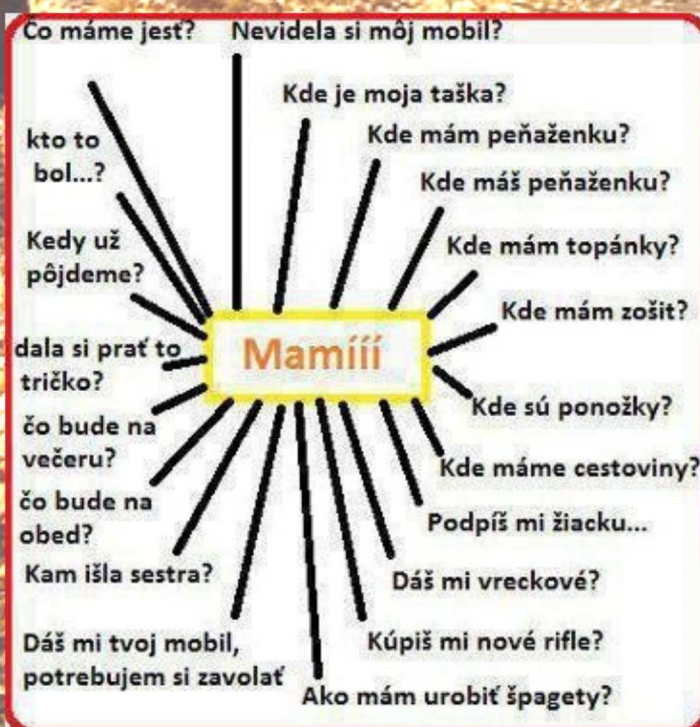 Čo máme jesť?
Nevidela si môj mobil?
Kde je moja taška?
Kde mám peňaženku?
kto to
bol...?
Kde máš peňaženku?
Kedy už
pôjdeme?
Kde mám topánky?
Kde mám zošit?
Mamííí
dala si prať to
tričko?
Kde sú ponožky?
čo bude na
večeru?
Kde máme cestoviny?
čo bude na
obed?
Podpíš mi žiacku...
Kam išla sestra?
Dáš mi vreckové?
Dáš mi tvoj mobil,
potrebujem si zavolať
Kúpiš mi nové rifle?
Ako mám urobiť špagety?